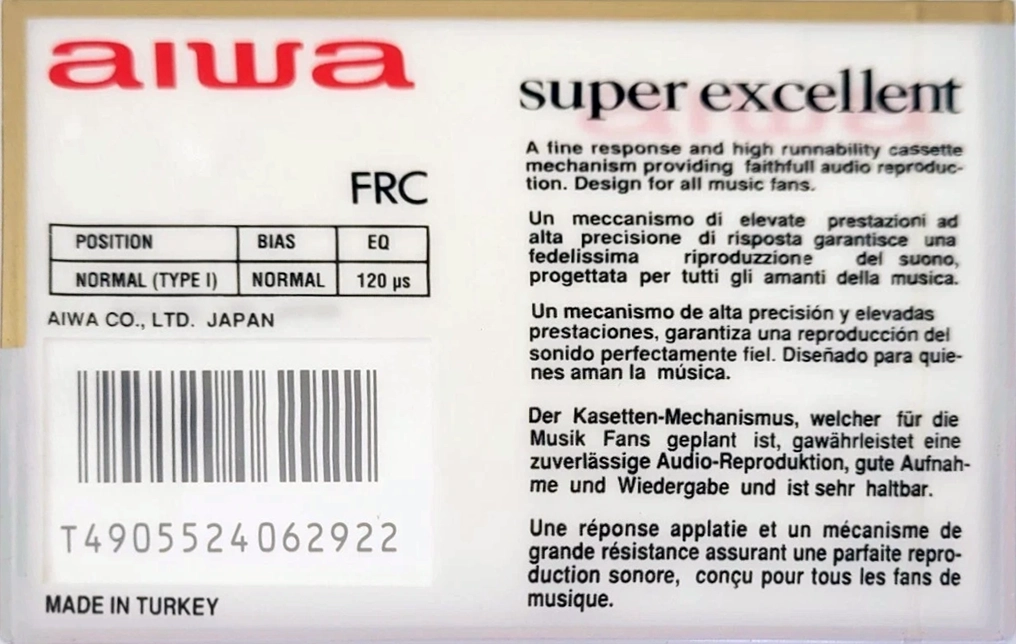 aiwa
FRC
POSITION BIAS EQ
NORMAL (TYPE I) NORMAL 120 µs
AIWA CO., LTD. JAPAN
T4905524062922
MADE IN TURKEY
super excellent
A fine response and high runnability cassette
mechanism providing faithfull audio reproduc-
tion. Design for all music fans.
Un meccanismo di elevate prestazioni ad
alta precisione di risposta garantisce una
fedelissima riproduzzione del suono,
progettata per tutti gli amanti della musica.
Un mecanismo de alta precisión y elevadas
prestaciones, garantiza una reproducción del
sonido perfectamente fiel. Diseñado para quie-
nes aman la música.
Der Kasetten-Mechanismus, welcher für die
Musik Fans geplant ist, gawährleistet eine
zuverlässige Audio-Reproduktion, gute Aufnah-
me und Wiedergabe und ist sehr haltbar.
Une réponse applatie et un mécanisme de
grande résistance assurant une parfaite repro-
duction sonore, conçu pour tous les fans de
musique.